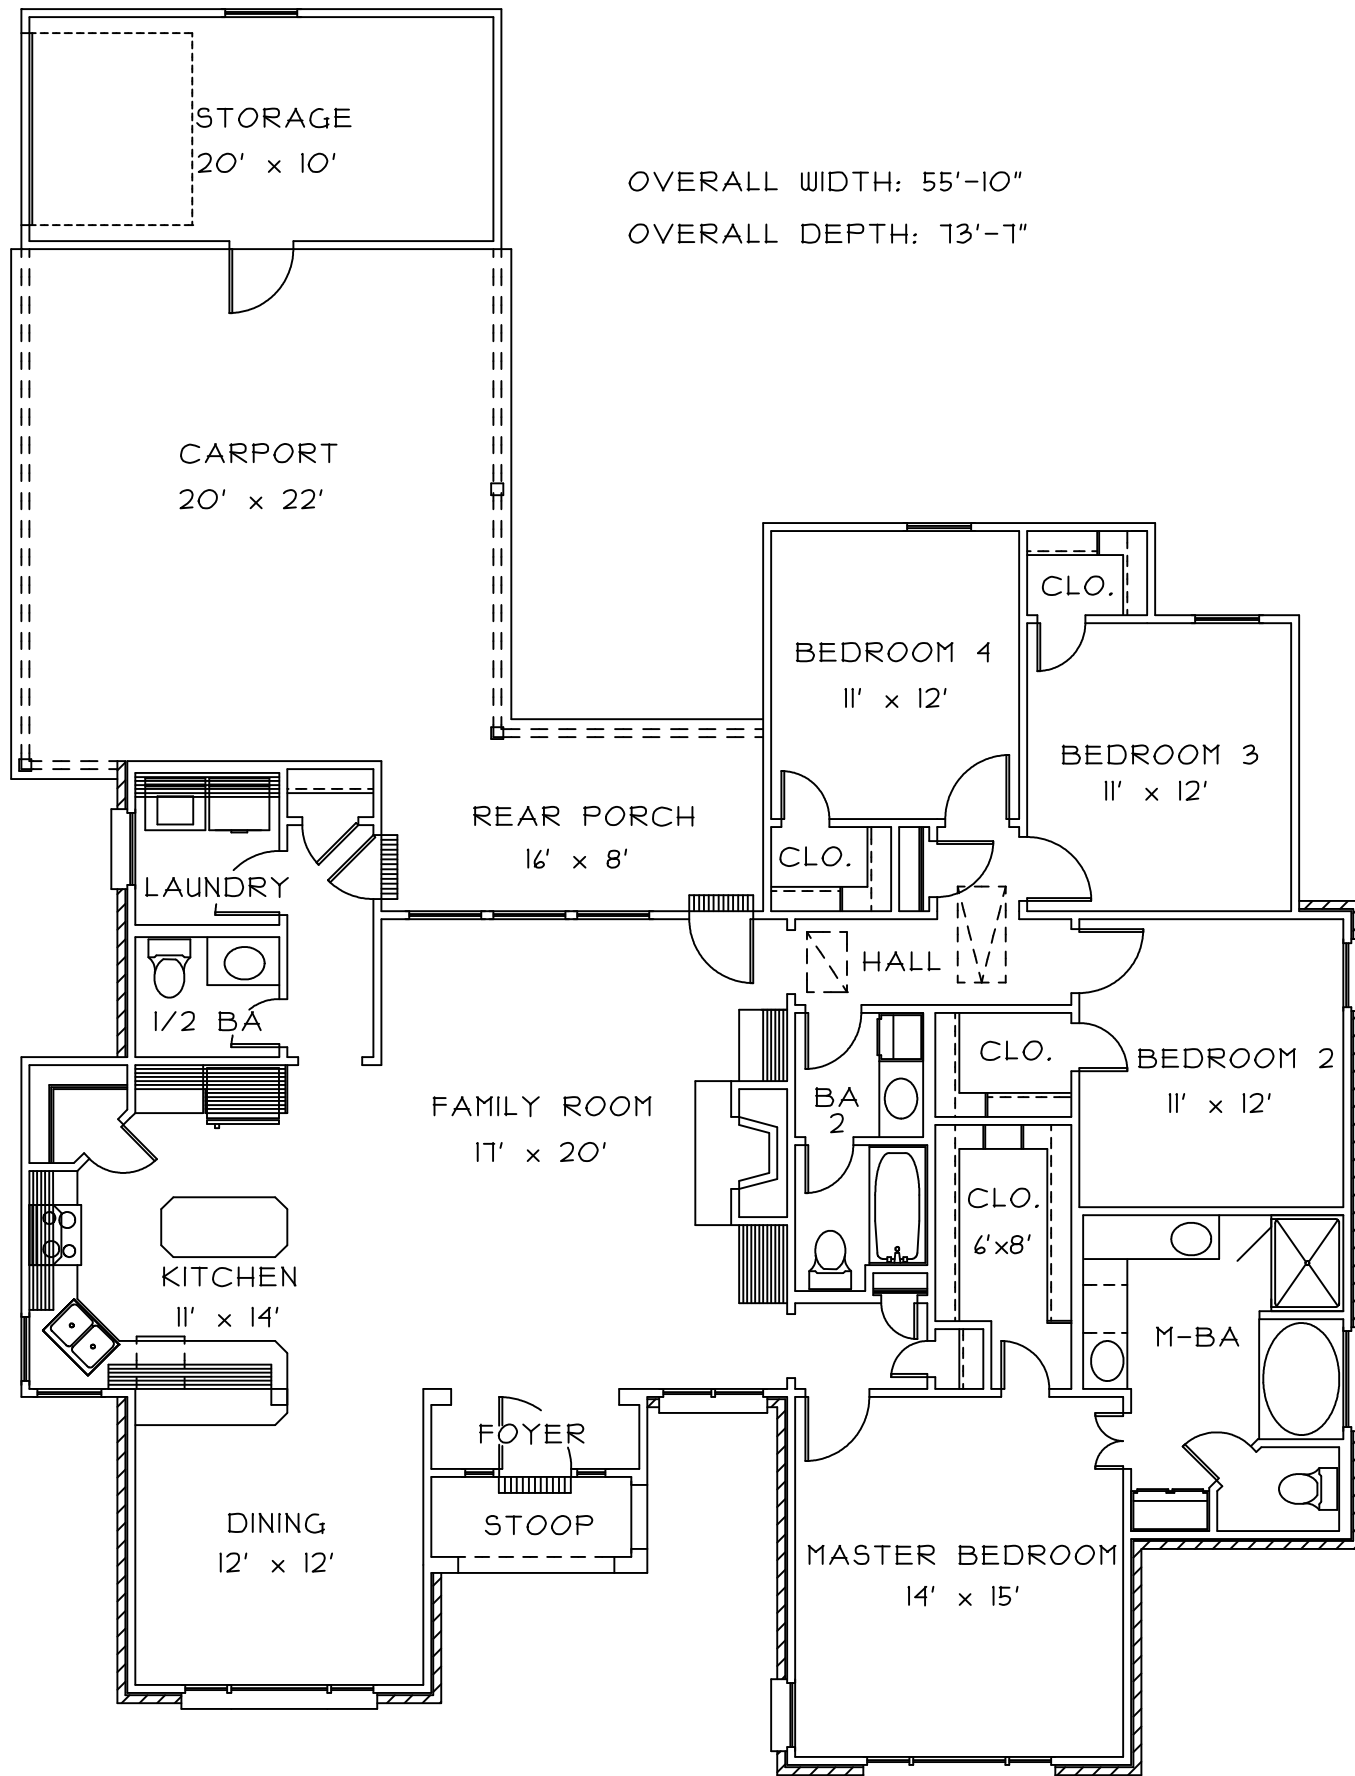 STORAGE
20' x 10'
OVERALL WIDTH: 55'-10"
OVERALL DEPTH: 73'-7"
CARPORT
20' x 22'
CLO.
BEDROOM 4
11' x 12'
BEDROOM 3
11' x 12'
REAR PORCH
16' x 8'
CLO.
LAUNDRY
HALL
1/2 BA
CLO.
BEDROOM 2
11' x 12'
BA
2
FAMILY ROOM
17' x 20'
CLO.
6'x8'
KITCHEN
11' x 14'
M-BA
FOYER
DINING
12' x 12'
STOOP
MASTER BEDROOM
14' x 15'